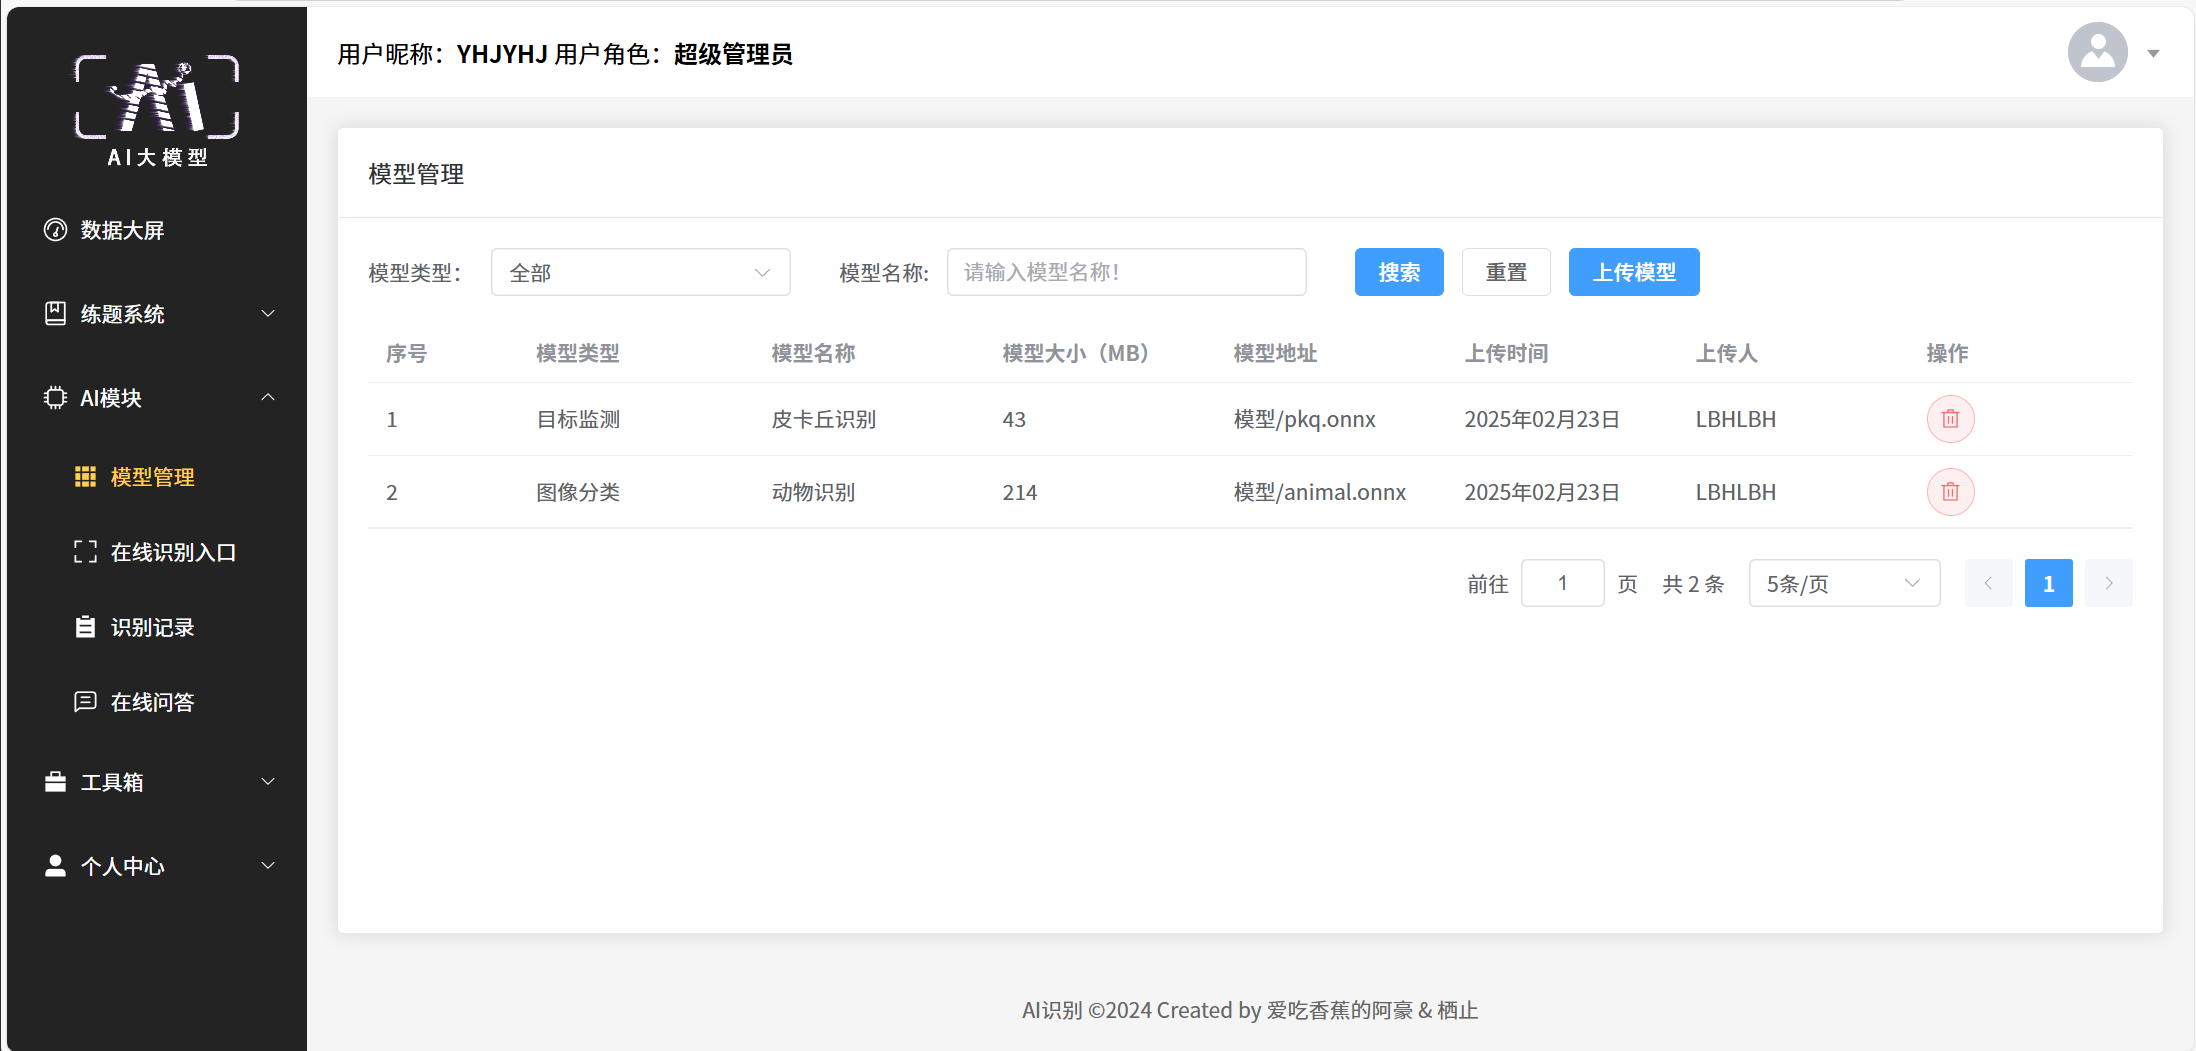 用户昵称：YHJYHJ 用户角色：超级管理员
AI
AI大模型
数据大屏
练题系统
AI模块
模型管理
在线识别入口
识别记录
在线问答
工具箱
个人中心
模型管理
模型类型： 全部 模型名称: 请输入模型名称！ 搜索 重置 上传模型
序号 模型类型 模型名称 模型大小（MB） 模型地址 上传时间 上传人 操作
1 目标监测 皮卡丘识别 43 模型/pkq.onnx 2025年02月23日 LBHLBH
2 图像分类 动物识别 214 模型/animal.onnx 2025年02月23日 LBHLBH
前往 1 页 共 2 条 5条/页 1
AI识别 ©2024 Created by 爱吃香蕉的阿豪 & 栖止